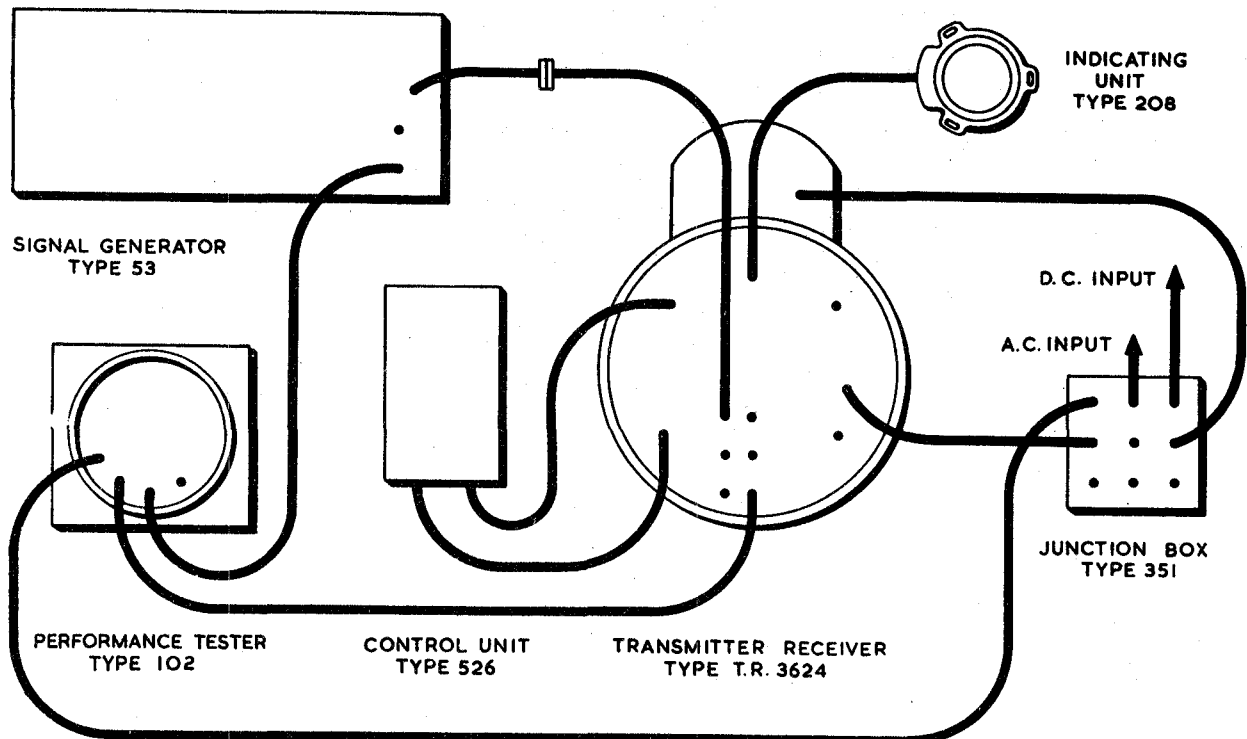 INDICATING
UNIT
TYPE 208
SIGNAL GENERATOR
TYPE 53
D.C. INPUT
A.C. INPUT
JUNCTION BOX
TYPE 351
PERFORMANCE TESTER
TYPE 102
CONTROL UNIT
TYPE 526
TRANSMITTER RECEIVER
TYPE T.R. 3624